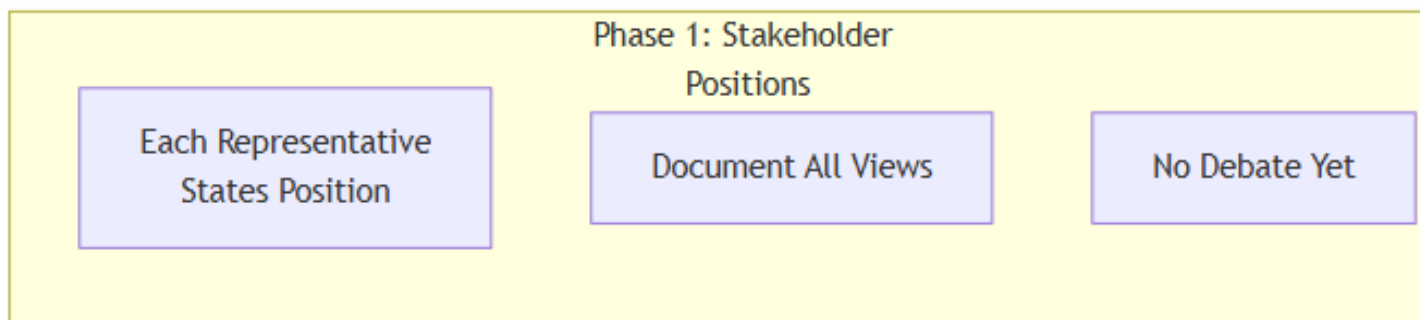 Phase 1: Stakeholder
Positions
Each Representative
States Position
Document All Views
No Debate Yet